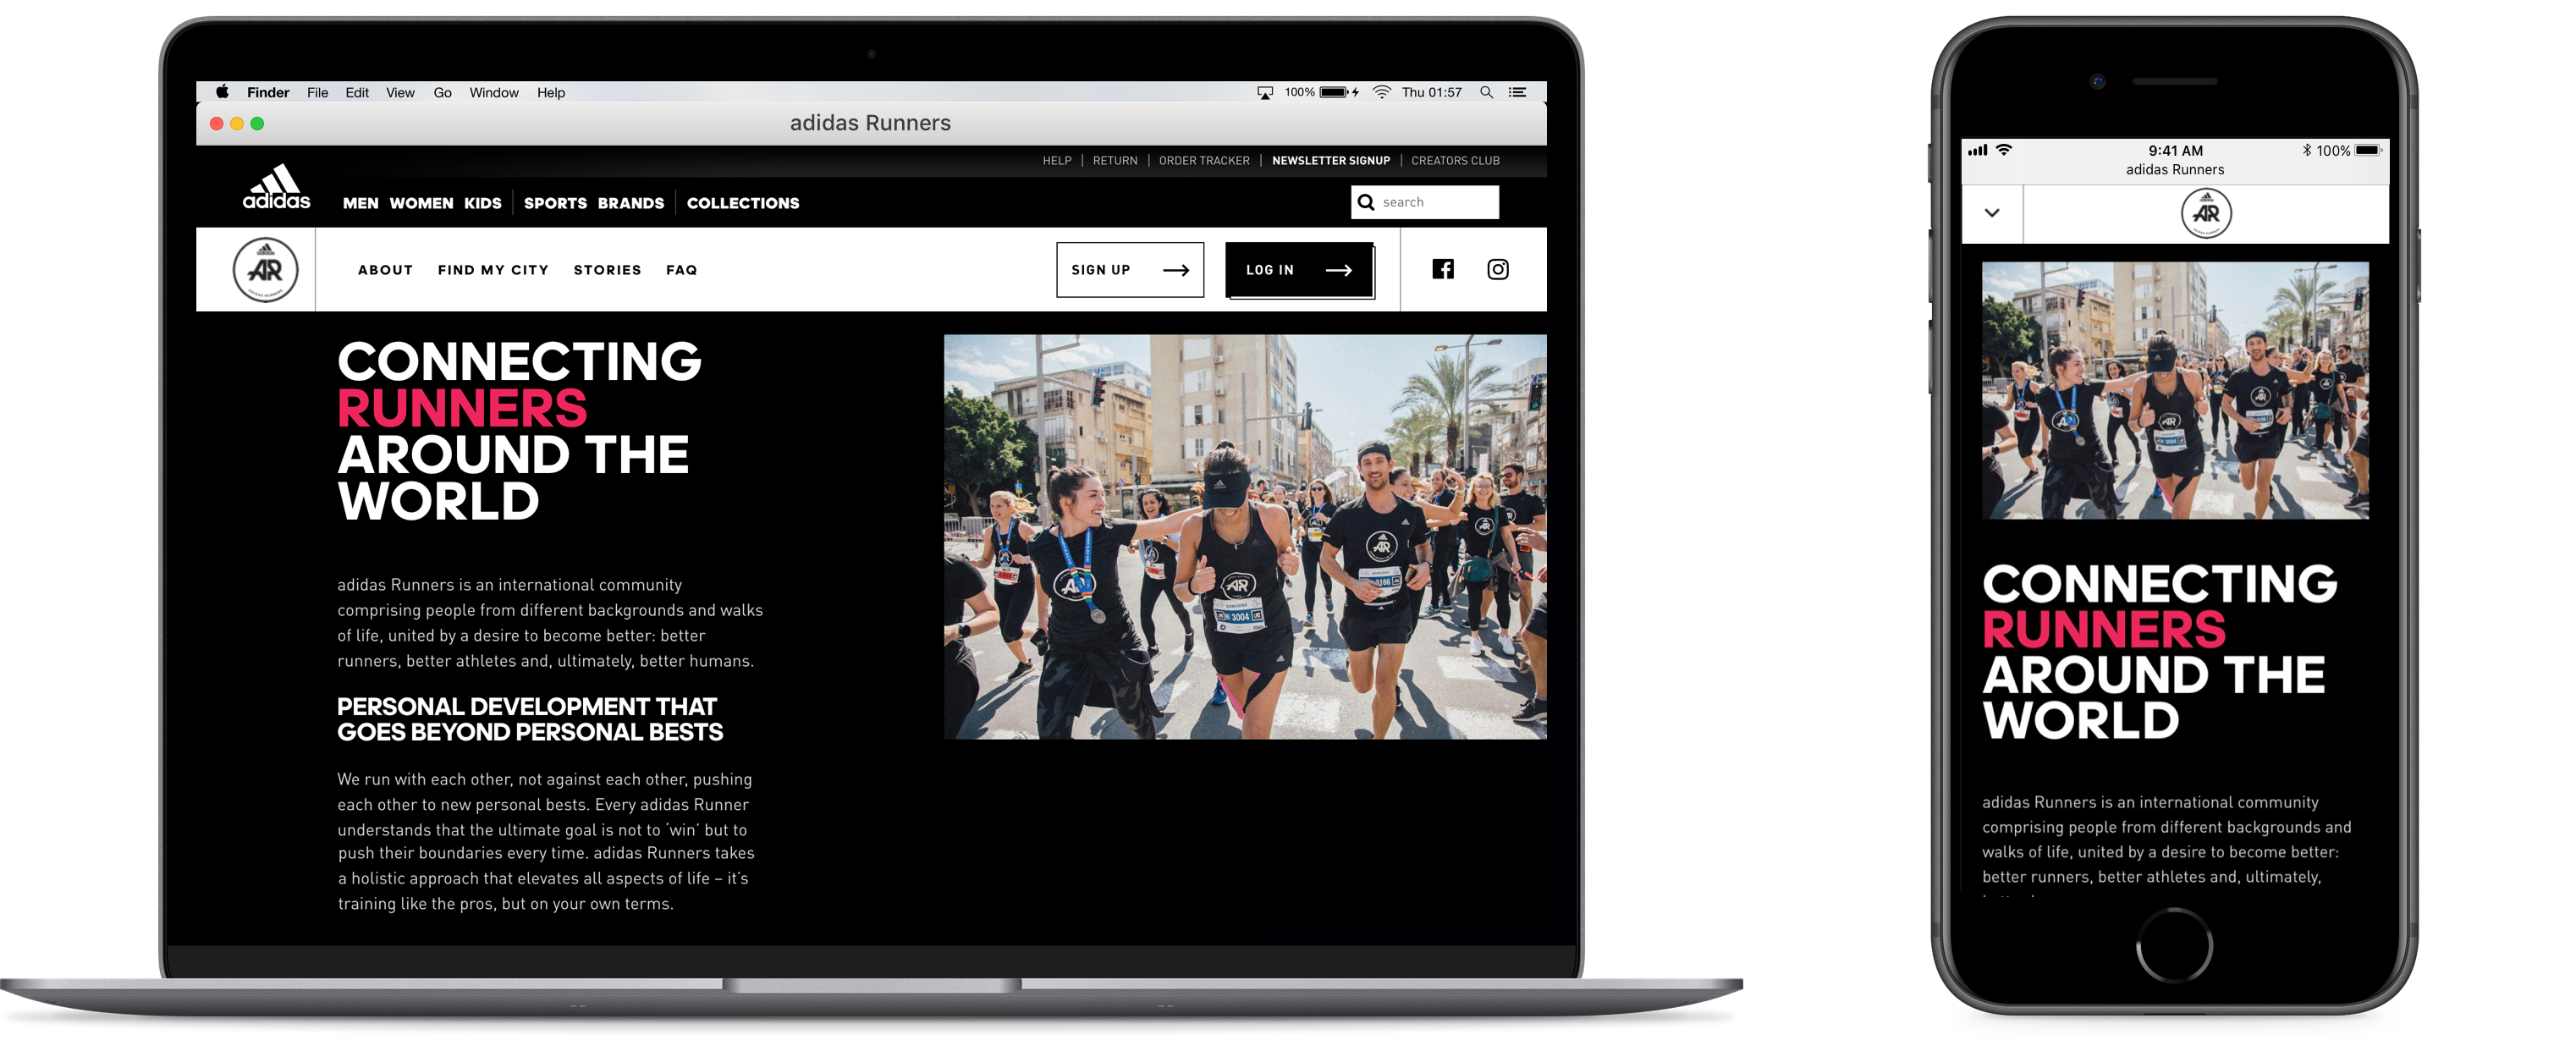 Finder File Edit View Go Window Help 100% Thu 01:57
adidas Runners
HELP | RETURN | ORDER TRACKER | NEWSLETTER SIGNUP | CREATORS CLUB
adidas
MEN WOMEN KIDS | SPORTS BRANDS | COLLECTIONS
search
AR
ABOUT FIND MY CITY STORIES FAQ
SIGN UP
LOG IN
CONNECTING
RUNNERS
AROUND THE
WORLD
adidas Runners is an international community
comprising people from different backgrounds and walks
of life, united by a desire to become better: better
runners, better athletes and, ultimately, better humans.
PERSONAL DEVELOPMENT THAT
GOES BEYOND PERSONAL BESTS
We run with each other, not against each other, pushing
each other to new personal bests. Every adidas Runner
understands that the ultimate goal is not to ‘win’ but to
push their boundaries every time. adidas Runners takes
a holistic approach that elevates all aspects of life – it’s
training like the pros, but on your own terms.
AR
AR
3004
AR
9:41 AM 100%
adidas Runners
AR
AR
3004
CONNECTING
RUNNERS
AROUND THE
WORLD
adidas Runners is an international community
comprising people from different backgrounds and
walks of life, united by a desire to become better:
better runners, better athletes and, ultimately,